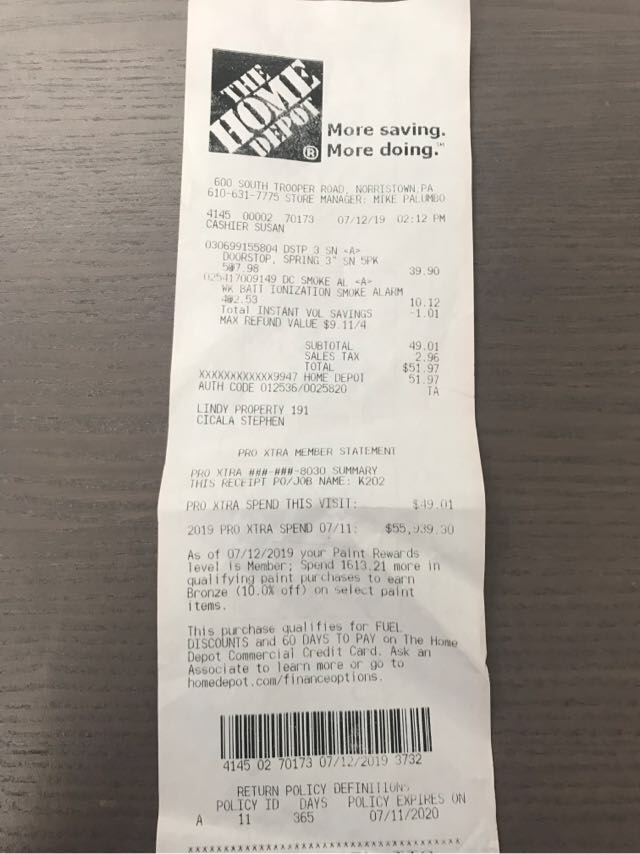 THE
HOME
DEPOT
®
More saving.
More doing.℠
600 SOUTH TROOPER ROAD, NORRISTOWN,PA
610-631-7775 STORE MANAGER: MIKE PALUMBO
4145 00002 70173 07/12/19 02:12 PM
CASHIER SUSAN
030699155804 DSTP 3 SN <A>
DOORSTOP, SPRING 3" SN 5PK
5@7.98 39.90
025417009149 DC SMOKE AL <A>
WK BATT IONIZATION SMOKE ALARM
4@2.53 10.12
Total INSTANT VOL SAVINGS -1.01
MAX REFUND VALUE $9.11/4
SUBTOTAL 49.01
SALES TAX 2.96
TOTAL $51.97
XXXXXXXXXXXX9947 HOME DEPOT 51.97
AUTH CODE 012536/0025820 TA
LINDY PROPERTY 191
CICALA STEPHEN
PRO XTRA MEMBER STATEMENT
PRO XTRA ###-###-8030 SUMMARY
THIS RECEIPT PO/JOB NAME: K202
PRO XTRA SPEND THIS VISIT: $49.01
2019 PRO XTRA SPEND 07/11: $55,939.30
As of 07/12/2019 your Paint Rewards
level is Member; Spend 1613.21 more in
qualifying paint purchases to earn
Bronze (10.0% off) on select paint
items.
This purchase qualifies for FUEL
DISCOUNTS and 60 DAYS TO PAY on The Home
Depot Commercial Credit Card. Ask an
Associate to learn more or go to
homedepot.com/financeoptions.
4145 02 70173 07/12/2019 3732
RETURN POLICY DEFINITIONS
POLICY ID DAYS POLICY EXPIRES ON
A 11 365 07/11/2020